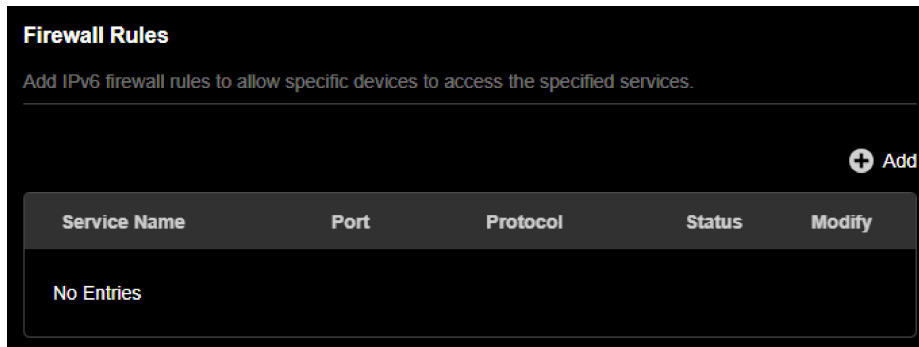 Firewall Rules
Add IPv6 firewall rules to allow specific devices to access the specified services.
Add
Service Name Port Protocol Status Modify
No Entries